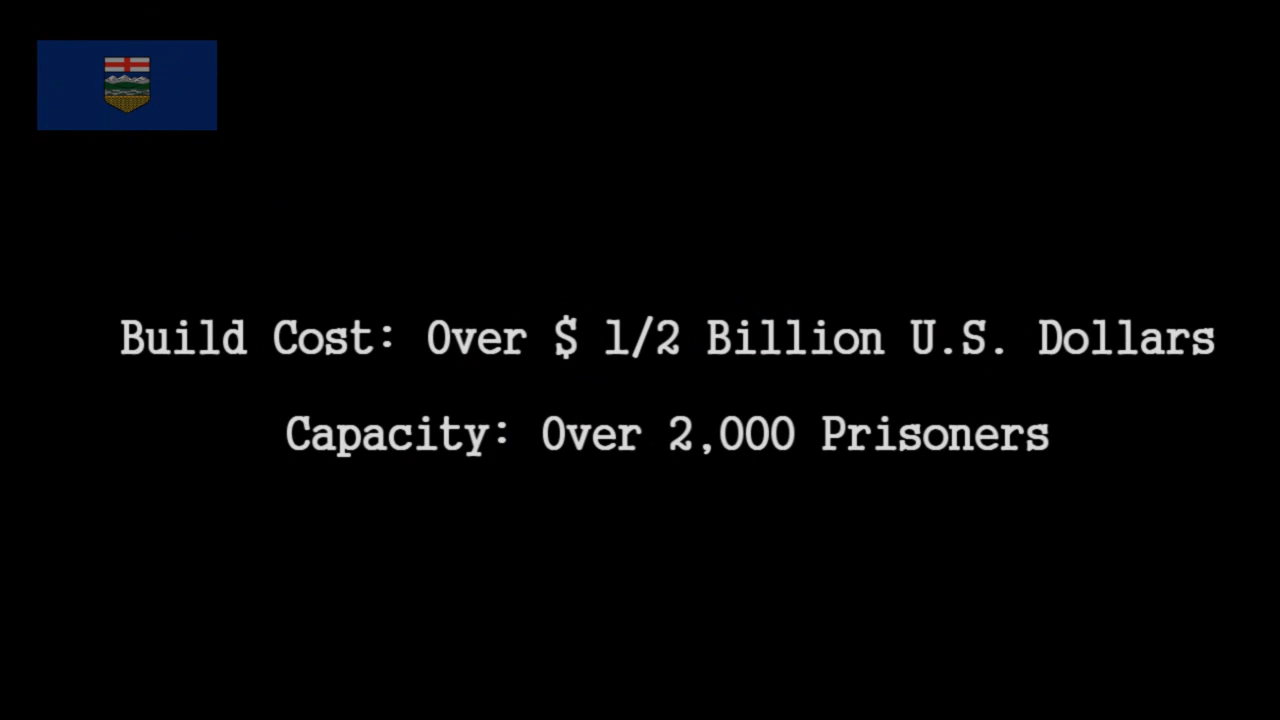 Build Cost: Over $ 1/2 Billion U.S. Dollars
Capacity: Over 2,000 Prisoners